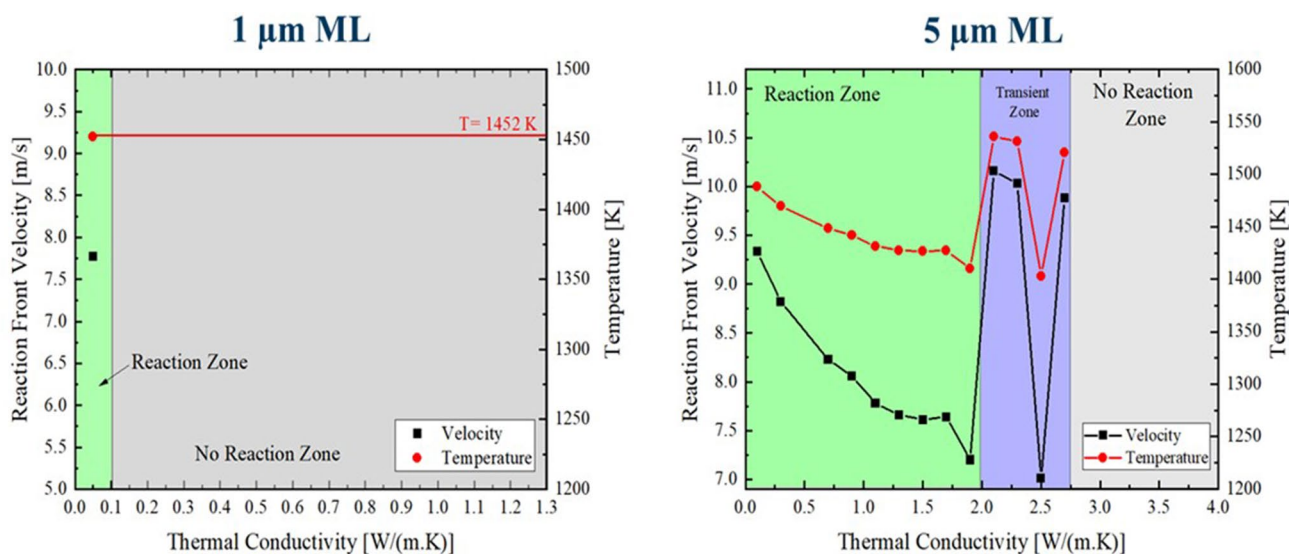 1 μm ML
10.0
9.5
9.0
8.5
8.0
7.5
7.0
6.5
6.0
5.5
5.0
Reaction Front Velocity [m/s]
0.0 0.1 0.2 0.3 0.4 0.5 0.6 0.7 0.8 0.9 1.0 1.1 1.2 1.3
Thermal Conductivity [W/(m.K)]
1500
1450
1400
1350
1300
1250
1200
Temperature [K]
T= 1452 K
Reaction Zone
No Reaction Zone
Velocity
Temperature
5 μm ML
11.0
10.5
10.0
9.5
9.0
8.5
8.0
7.5
7.0
Reaction Front Velocity [m/s]
0.0 0.5 1.0 1.5 2.0 2.5 3.0 3.5 4.0
Thermal Conductivity [W/(m.K)]
1600
1550
1500
1450
1400
1350
1300
1250
1200
Temperature [K]
Reaction Zone
Transient
Zone
No Reaction
Zone
Velocity
Temperature